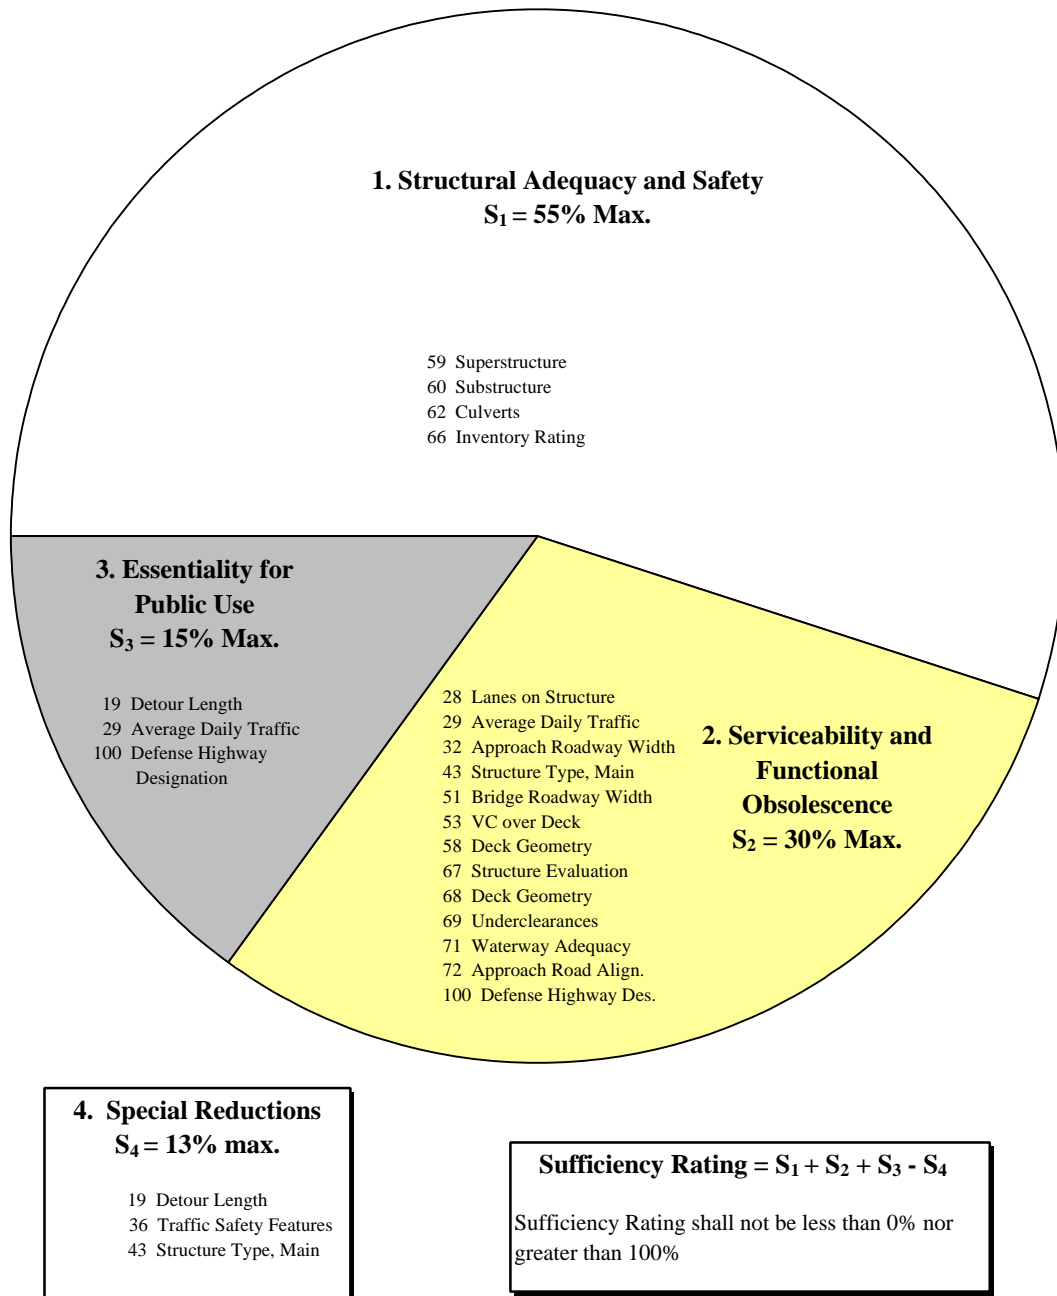 1. Structural Adequacy and Safety
S₁ = 55% Max.
59 Superstructure
60 Substructure
62 Culverts
66 Inventory Rating
3. Essentiality for
Public Use
S₃ = 15% Max.
19 Detour Length
29 Average Daily Traffic
100 Defense Highway
Designation
28 Lanes on Structure
29 Average Daily Traffic
32 Approach Roadway Width
43 Structure Type, Main
51 Bridge Roadway Width
53 VC over Deck
58 Deck Geometry
67 Structure Evaluation
68 Deck Geometry
69 Underclearances
71 Waterway Adequacy
72 Approach Road Align.
100 Defense Highway Des.
2. Serviceability and
Functional
Obsolescence
S₂ = 30% Max.
4. Special Reductions
S₄ = 13% max.
19 Detour Length
36 Traffic Safety Features
43 Structure Type, Main
Sufficiency Rating = S₁ + S₂ + S₃ - S₄
Sufficiency Rating shall not be less than 0% nor
greater than 100%